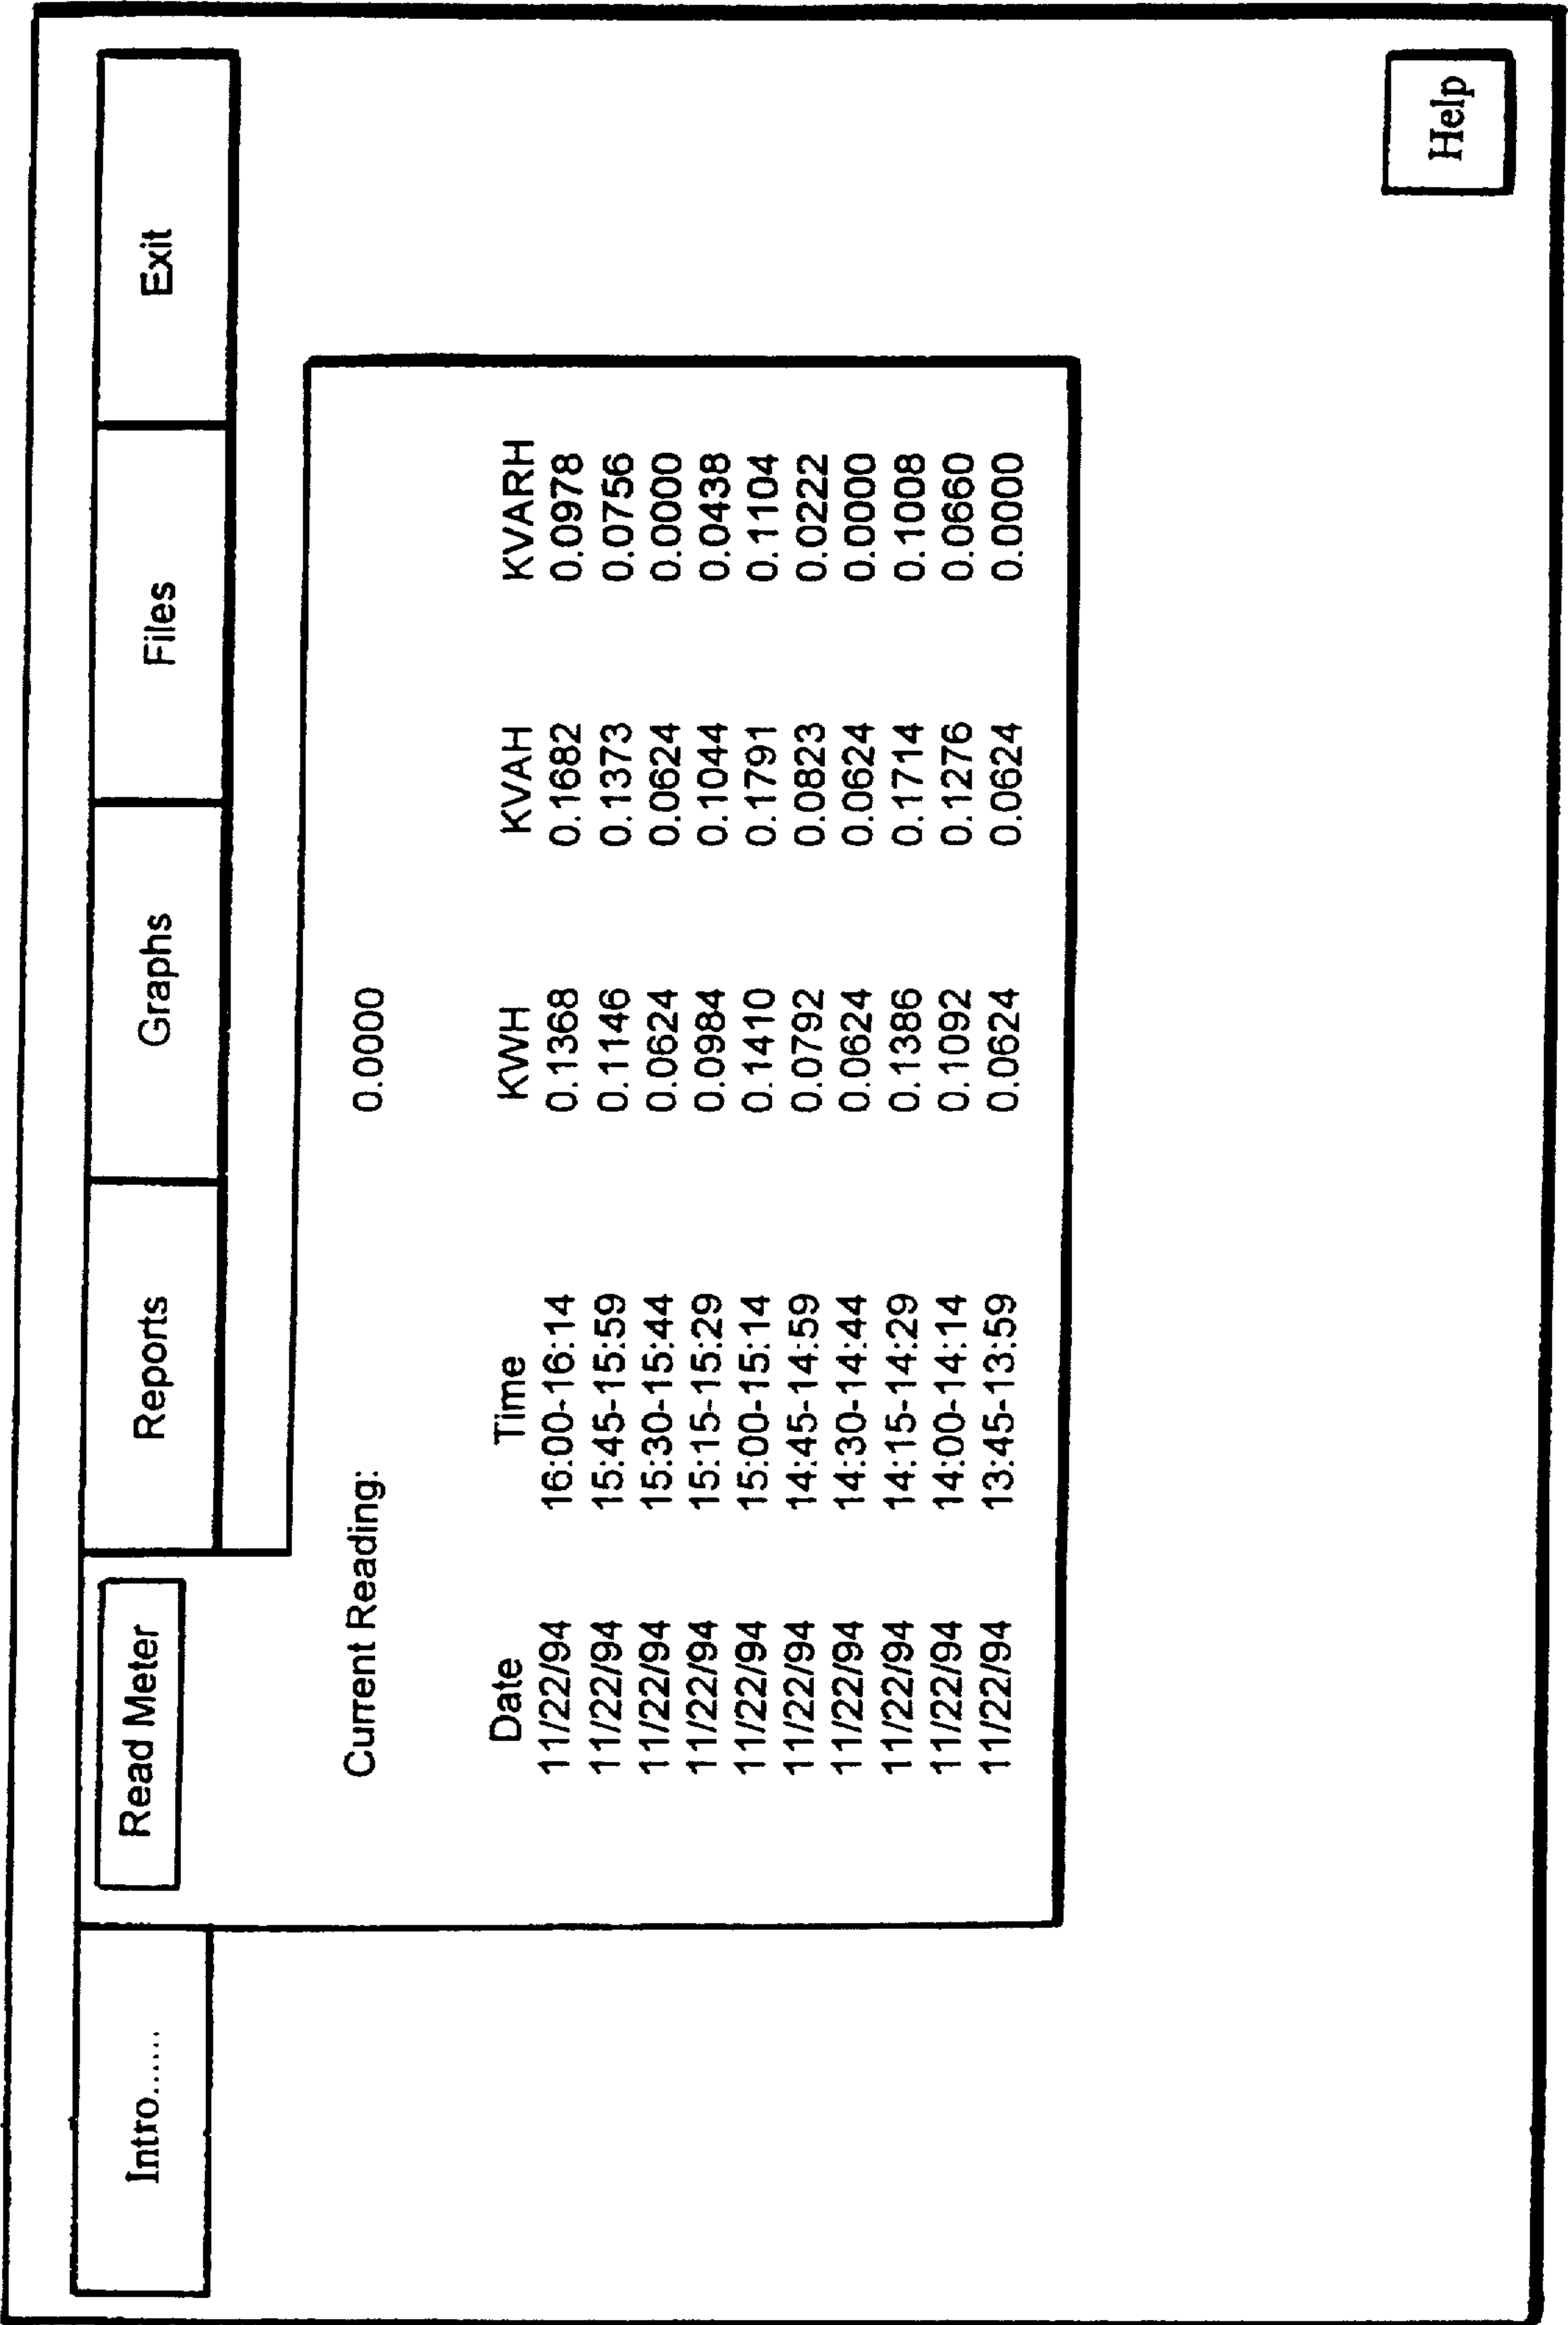 Intro......	Read Meter	Reports	Graphs	Files	Exit
Current Reading:	0.0000
Date	Time	KWH	KVAH	KVARH
11/22/94	16:00-16:14	0.1368	0.1682	0.0978
11/22/94	15:45-15:59	0.1146	0.1373	0.0756
11/22/94	15:30-15:44	0.0624	0.0624	0.0000
11/22/94	15:15-15:29	0.0984	0.1044	0.0438
11/22/94	15:00-15:14	0.1410	0.1791	0.1104
11/22/94	14:45-14:59	0.0792	0.0823	0.0222
11/22/94	14:30-14:44	0.0624	0.0624	0.0000
11/22/94	14:15-14:29	0.1386	0.1714	0.1008
11/22/94	14:00-14:14	0.1092	0.1276	0.0660
11/22/94	13:45-13:59	0.0624	0.0624	0.0000
Help